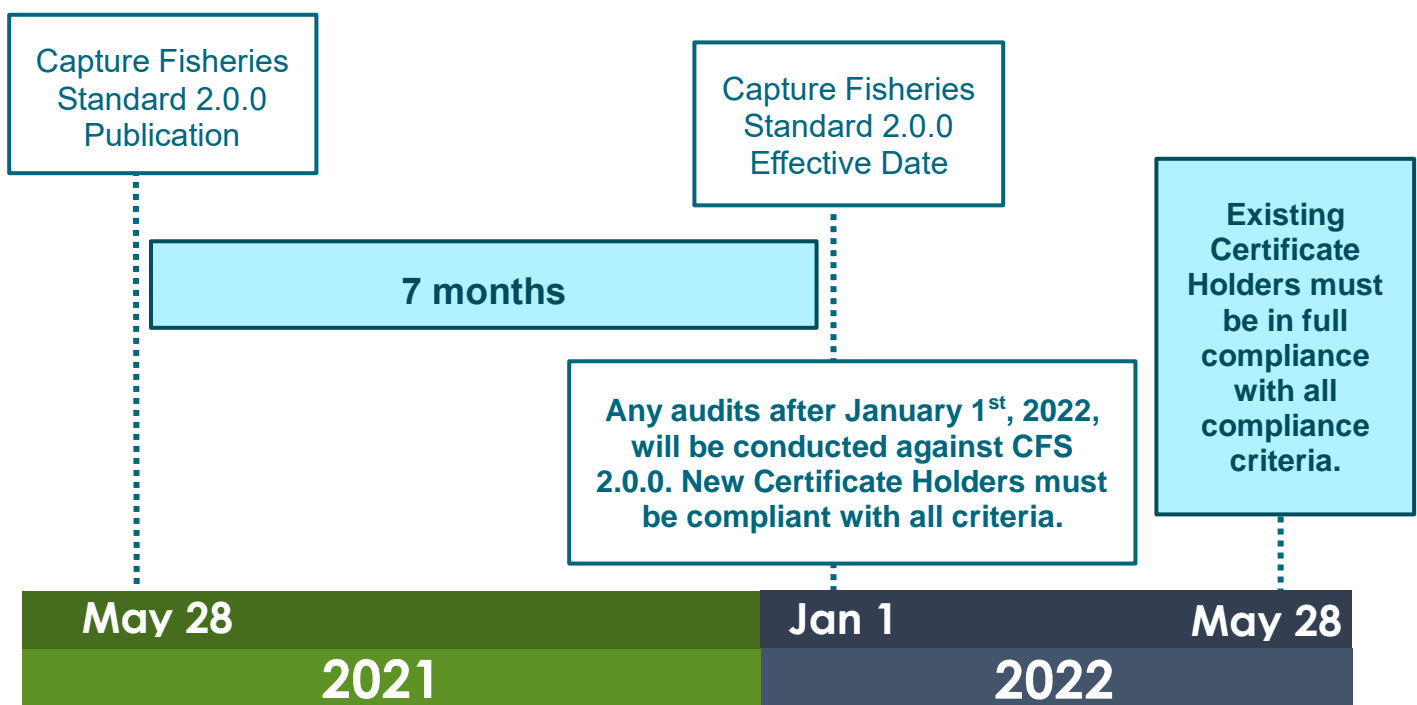 Capture Fisheries
Standard 2.0.0
Publication
Capture Fisheries
Standard 2.0.0
Effective Date
Existing
Certificate
Holders must
be in full
compliance
with all
compliance
criteria.
7 months
Any audits after January 1st, 2022,
will be conducted against CFS
2.0.0. New Certificate Holders must
be compliant with all criteria.
May 28
Jan 1
May 28
2021
2022